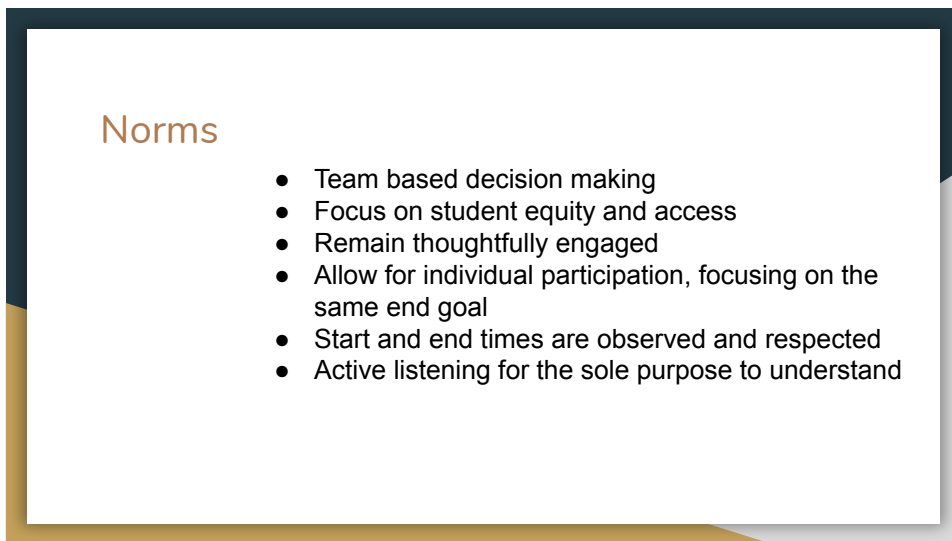 Norms
● Team based decision making
● Focus on student equity and access
● Remain thoughtfully engaged
● Allow for individual participation, focusing on the
same end goal
● Start and end times are observed and respected
● Active listening for the sole purpose to understand